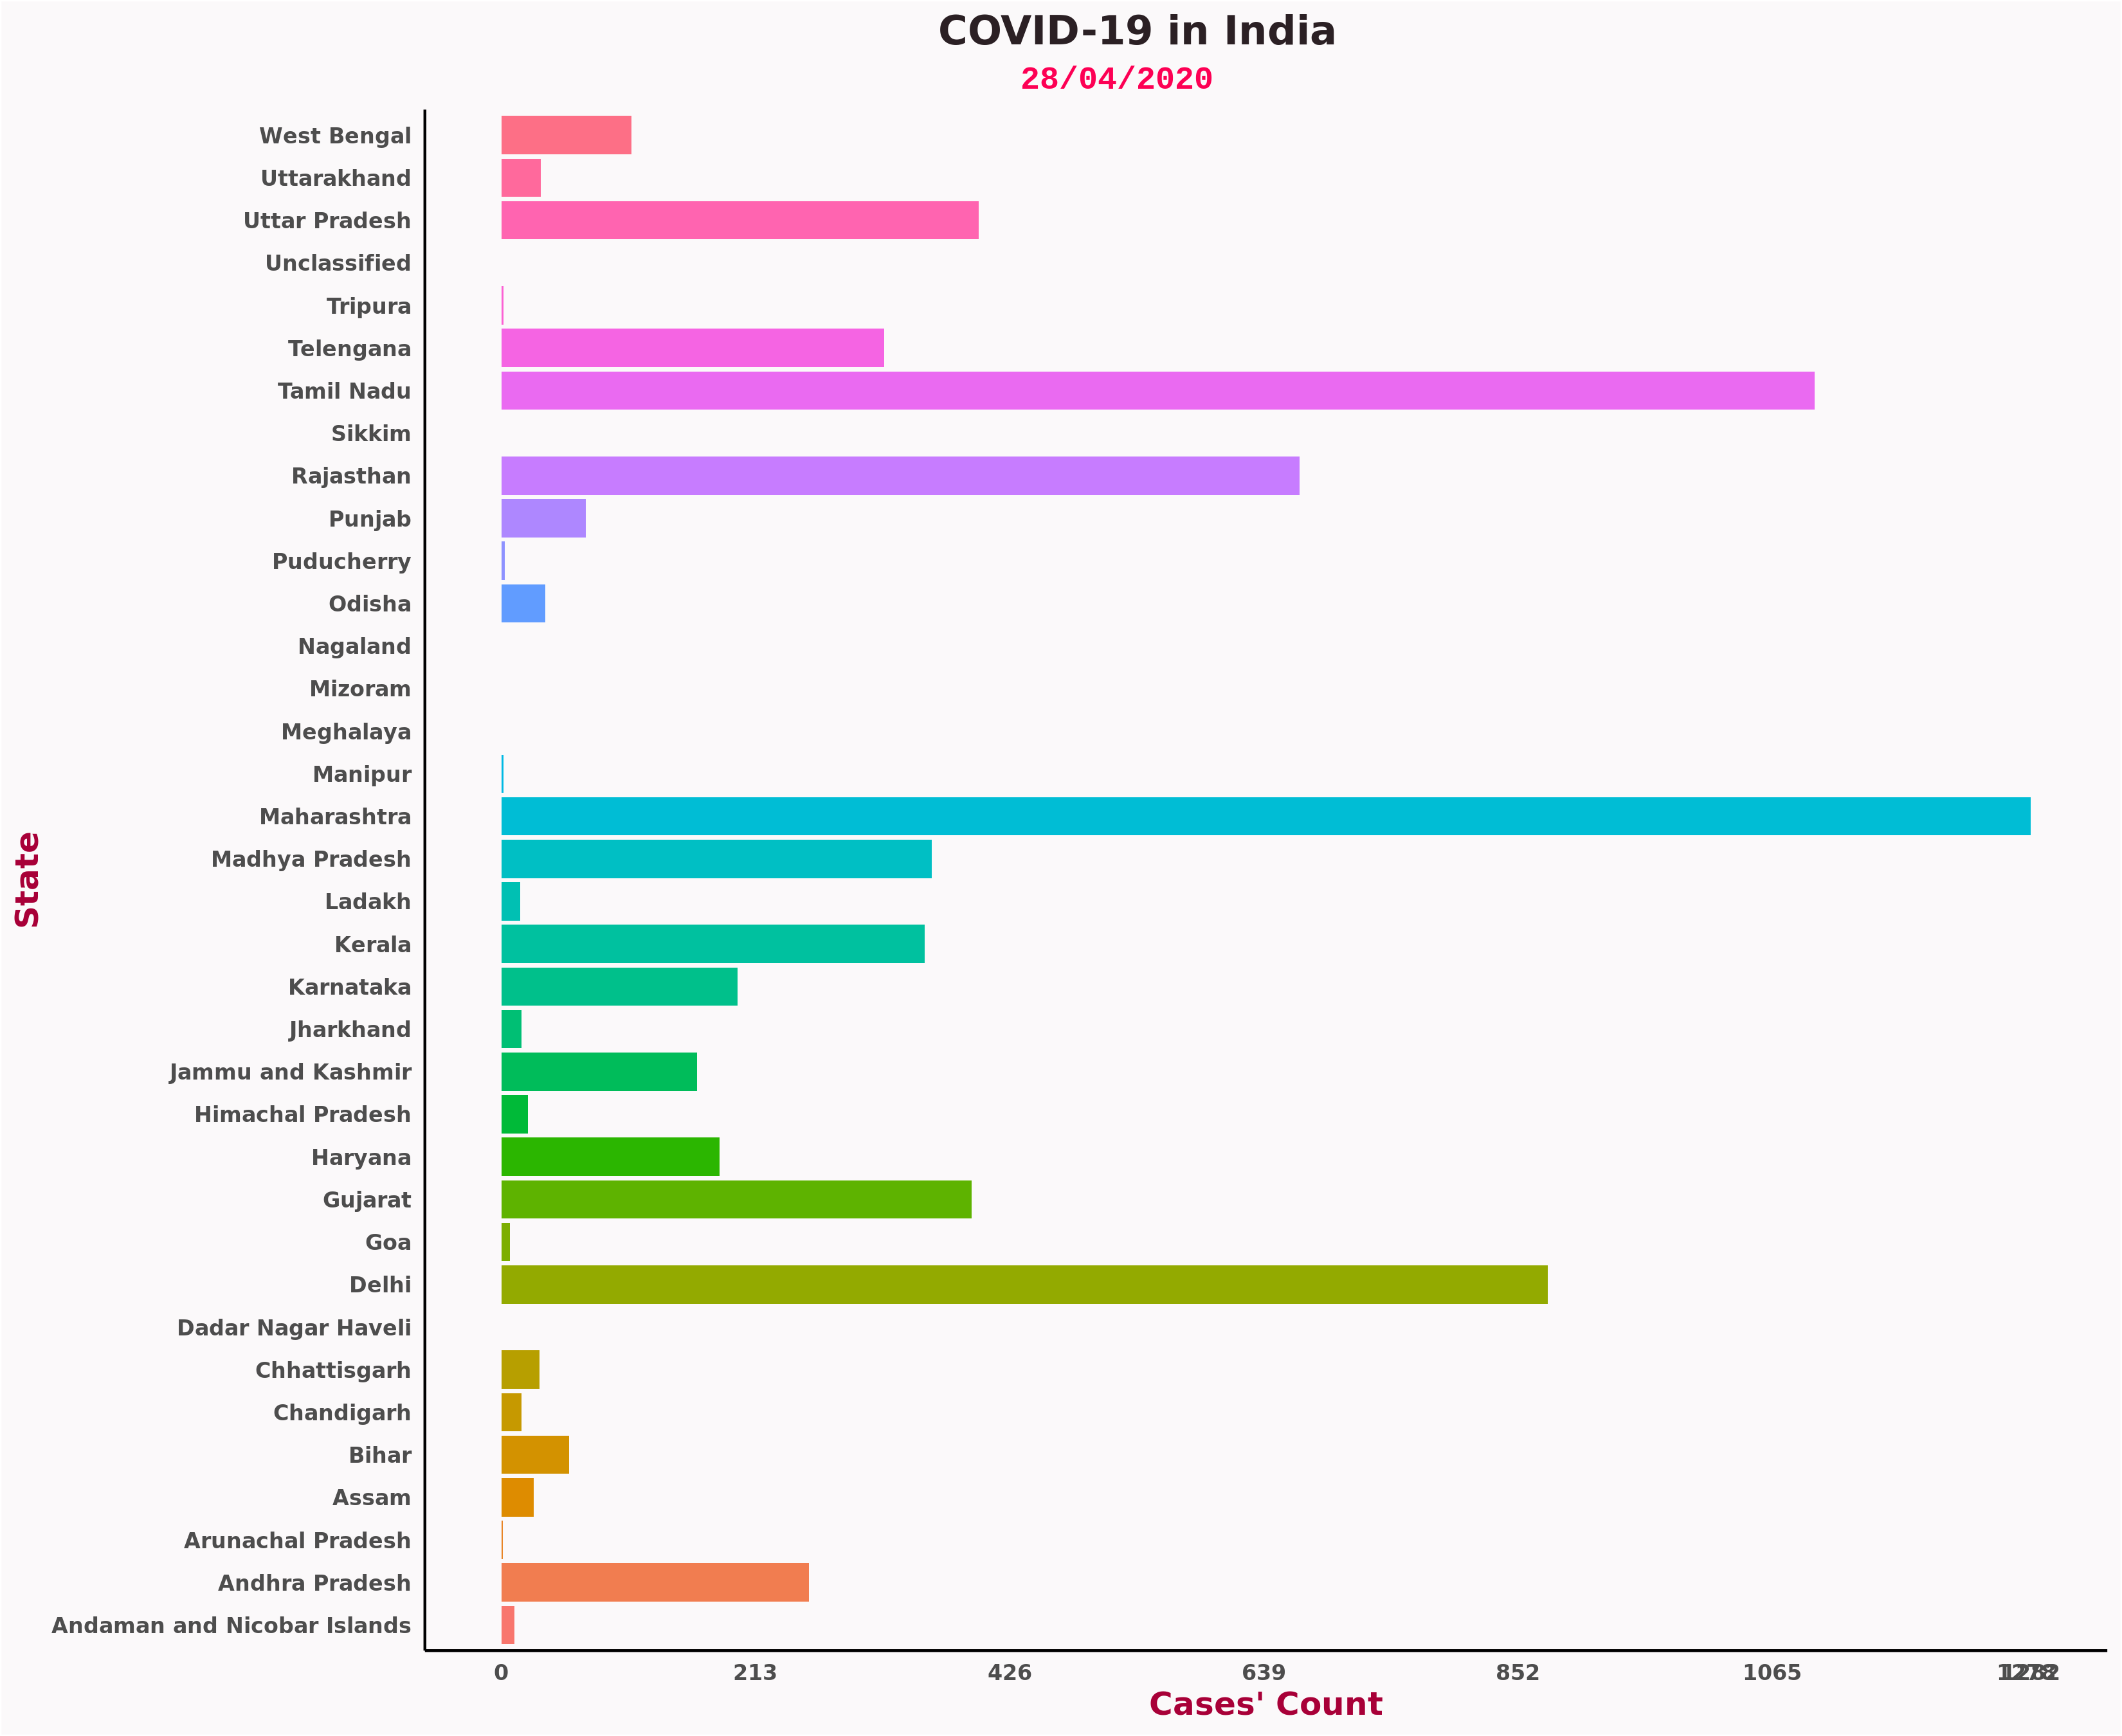 COVID-19 in India
28/04/2020
West Bengal
Uttarakhand
Uttar Pradesh
Unclassified
Tripura
Telengana
Tamil Nadu
Sikkim
Rajasthan
Punjab
Puducherry
Odisha
Nagaland
Mizoram
Meghalaya
Manipur
Maharashtra
Madhya Pradesh
Ladakh
Kerala
Karnataka
Jharkhand
Jammu and Kashmir
Himachal Pradesh
Haryana
Gujarat
Goa
Delhi
Dadar Nagar Haveli
Chhattisgarh
Chandigarh
Bihar
Assam
Arunachal Pradesh
Andhra Pradesh
Andaman and Nicobar Islands
State
0 213 426 639 852 1065 1278 1282
Cases' Count